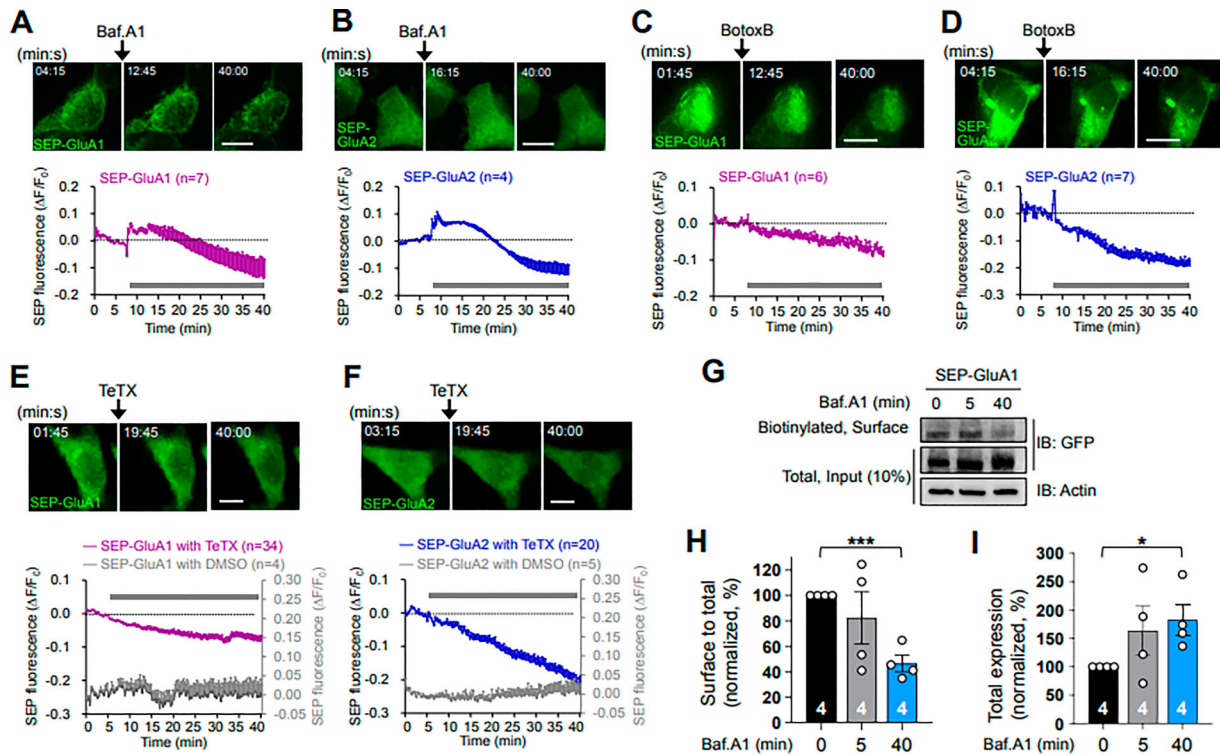 A
Baf.A1
(min:s)
04:15 12:45 40:00
SEP-GluA1
SEP-GluA1 (n=7)
SEP fluorescence (ΔF/F0)
0.2
0.1
0.0
-0.1
-0.2
0 5 10 15 20 25 30 35 40
Time (min)
B
Baf.A1
(min:s)
04:15 16:15 40:00
SEP-
GluA2
SEP-GluA2 (n=4)
SEP fluorescence (ΔF/F0)
0.2
0.1
0.0
-0.1
-0.2
0 5 10 15 20 25 30 35 40
Time (min)
C
BotoxB
(min:s)
01:45 12:45 40:00
SEP-GluA1
SEP-GluA1 (n=6)
SEP fluorescence (ΔF/F0)
0.1
0.0
-0.1
-0.2
0 5 10 15 20 25 30 35 40
Time (min)
D
BotoxB
(min:s)
04:15 16:15 40:00
SEP-
GluA2
SEP-GluA2 (n=7)
SEP fluorescence (ΔF/F0)
0.1
0.0
-0.1
-0.2
-0.3
0 5 10 15 20 25 30 35 40
Time (min)
E
TeTX
(min:s)
01:45 19:45 40:00
SEP-GluA1
SEP-GluA1 with TeTX (n=34)
SEP-GluA1 with DMSO (n=4)
SEP fluorescence (ΔF/F0)
0.1
0.0
-0.1
-0.2
-0.3
0.30
0.25
0.20
0.15
0.10
0.05
0.00
-0.05
SEP fluorescence (ΔF/F0)
0 5 10 15 20 25 30 35 40
Time (min)
F
TeTX
(min:s)
03:15 19:45 40:00
SEP-GluA2
SEP-GluA2 with TeTX (n=20)
SEP-GluA2 with DMSO (n=5)
SEP fluorescence (ΔF/F0)
0.1
0.0
-0.1
-0.2
-0.3
0.30
0.25
0.20
0.15
0.10
0.05
0.00
-0.05
SEP fluorescence (ΔF/F0)
0 5 10 15 20 25 30 35 40
Time (min)
G
SEP-GluA1
Baf.A1 (min) 0 5 40
Biotinylated, Surface
IB: GFP
Total, Input (10%)
IB: Actin
H
***
Surface to total
(normalized, %)
120
100
80
60
40
20
0
4 4 4
Baf.A1 (min) 0 5 40
I
*
Total expression
(normalized, %)
300
250
200
150
100
50
0
4 4 4
Baf.A1 (min) 0 5 40